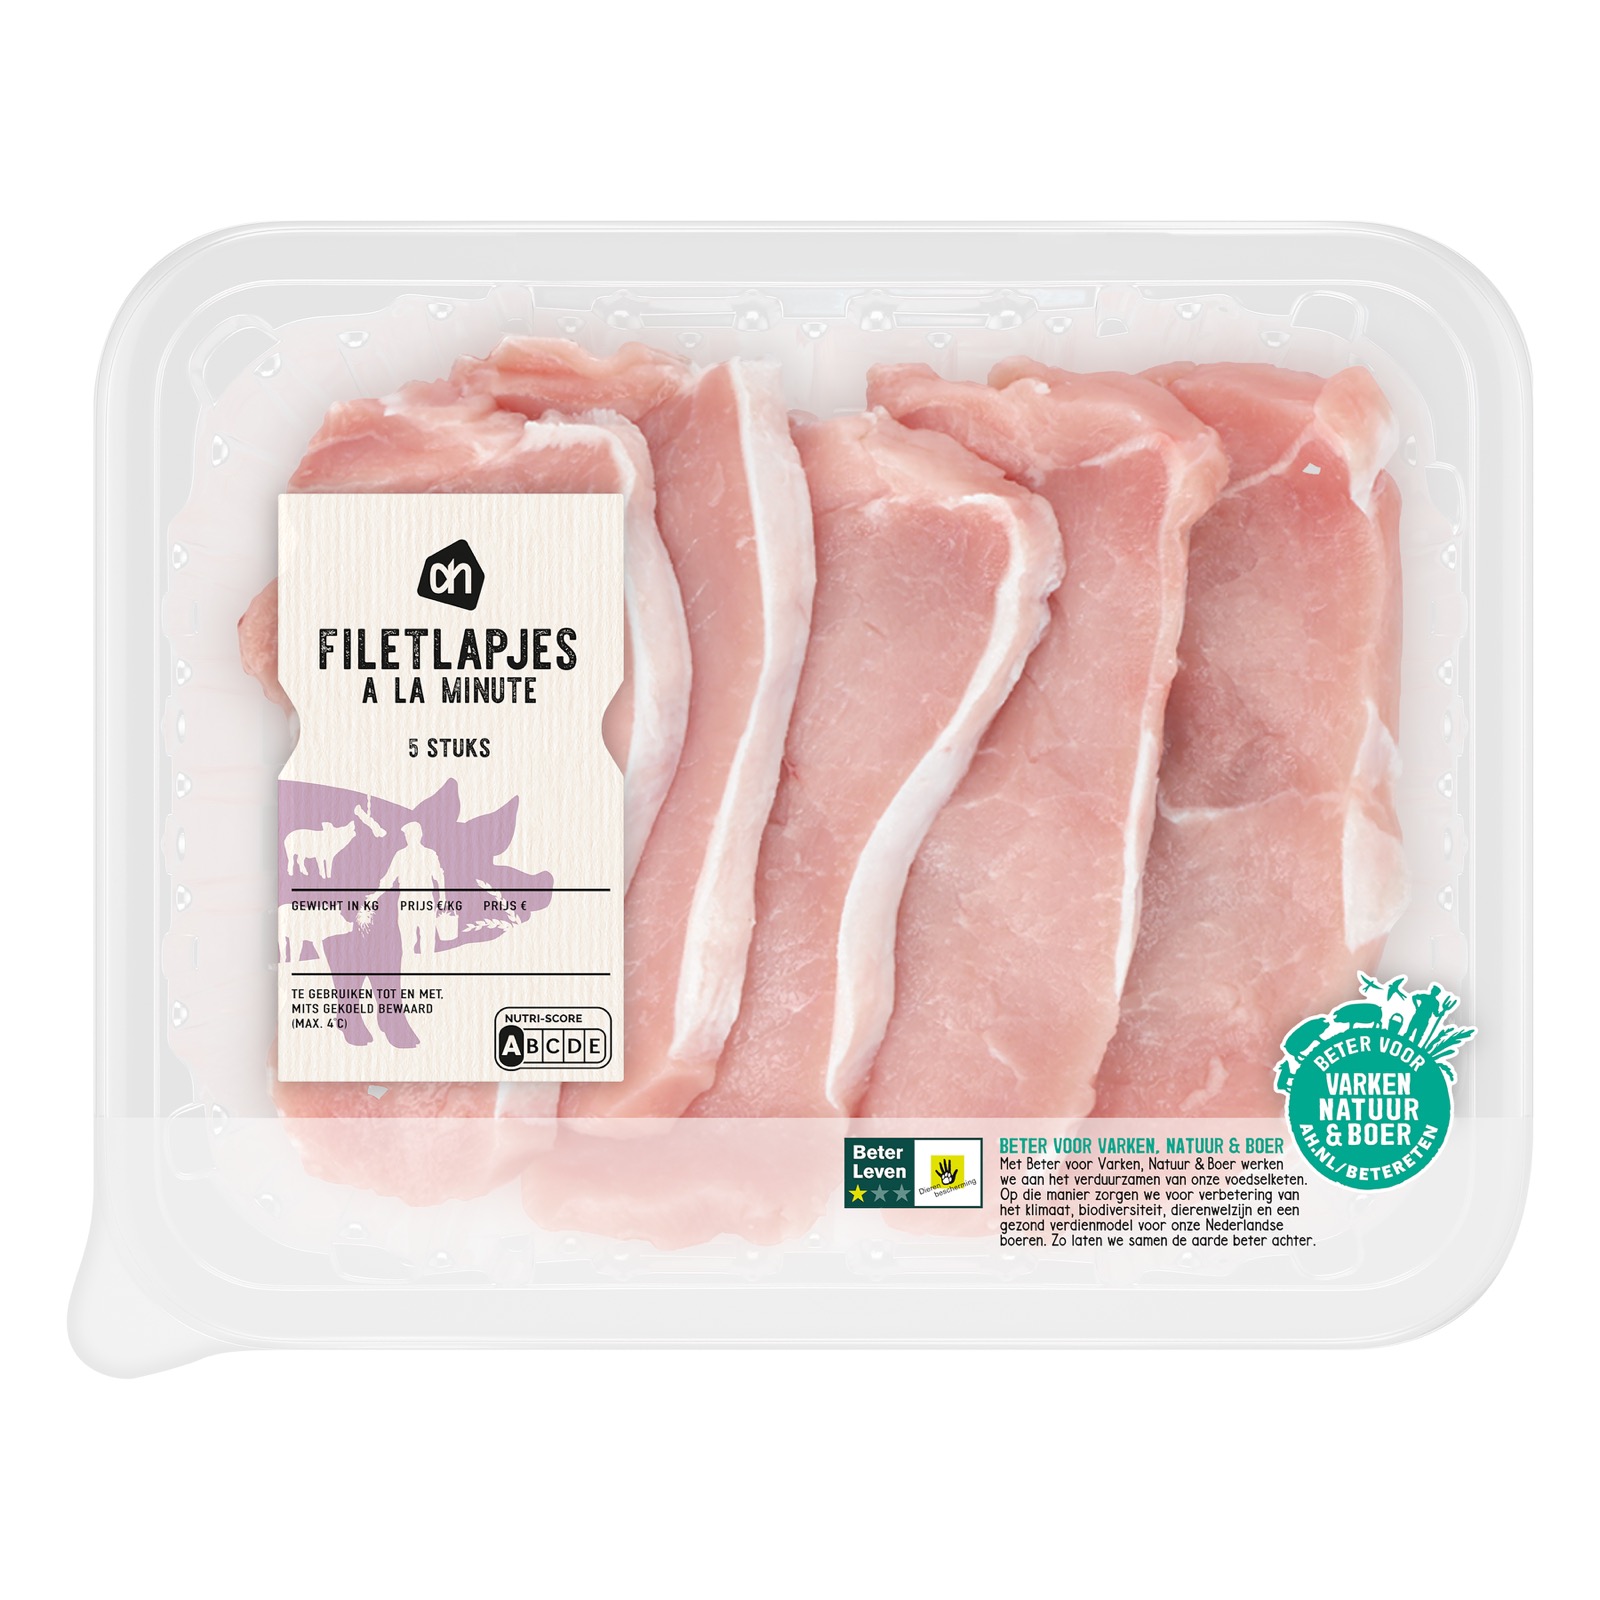 ah
FILETLAPJES
A LA MINUTE
5 STUKS
GEWICHT IN KG PRIJS €/KG PRIJS €
TE GEBRUIKEN TOT EN MET.
MITS GEKOELD BEWAARD
(MAX. 4°C)
NUTRI-SCORE
A B C D E
Beter
Leven
Dieren
bescherming
BETER VOOR VARKEN, NATUUR & BOER
Met Beter voor Varken, Natuur & Boer werken
we aan het verduurzamen van onze voedselketen.
Op die manier zorgen we voor verbetering van
het klimaat, biodiversiteit, dierenwelzijn en een
gezond verdienmodel voor onze Nederlandse
boeren. Zo laten we samen de aarde beter achter.
BETER VOOR
VARKEN
NATUUR
& BOER
AH.NL/BETERETEN